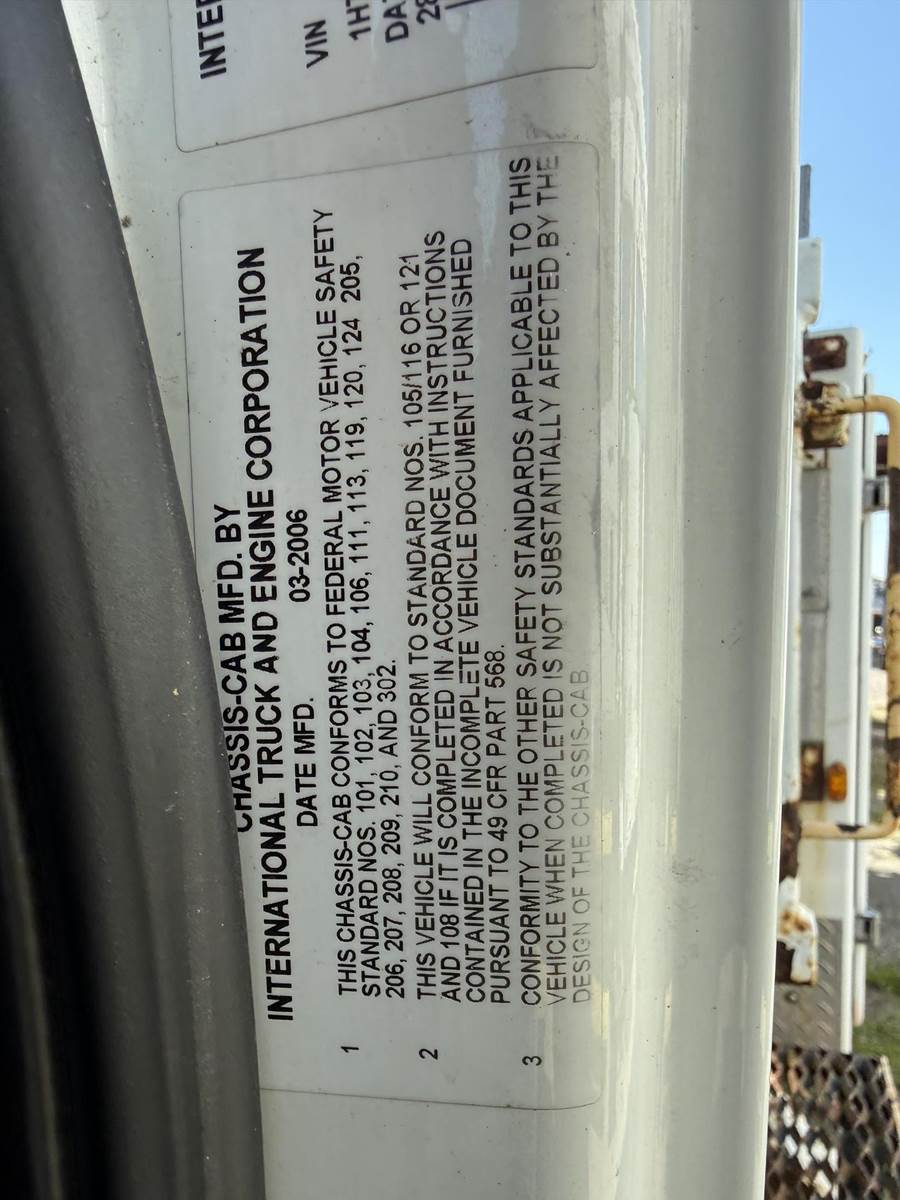 CHASSIS-CAB MFD. BY
INTERNATIONAL TRUCK AND ENGINE CORPORATION
DATE MFD. 03-2006
1 THIS CHASSIS-CAB CONFORMS TO FEDERAL MOTOR VEHICLE SAFETY
STANDARD NOS. 101, 102, 103, 104, 106, 111, 113, 119, 120, 124 205,
206, 207, 208, 209, 210, AND 302.
2 THIS VEHICLE WILL CONFORM TO STANDARD NOS. 105/116 OR 121
AND 108 IF IT IS COMPLETED IN ACCORDANCE WITH INSTRUCTIONS
CONTAINED IN THE INCOMPLETE VEHICLE DOCUMENT FURNISHED
PURSUANT TO 49 CFR PART 568.
3 CONFORMITY TO THE OTHER SAFETY STANDARDS APPLICABLE TO THIS
VEHICLE WHEN COMPLETED IS NOT SUBSTANTIALLY AFFECTED BY THE
DESIGN OF THE CHASSIS-CAB.
VIN